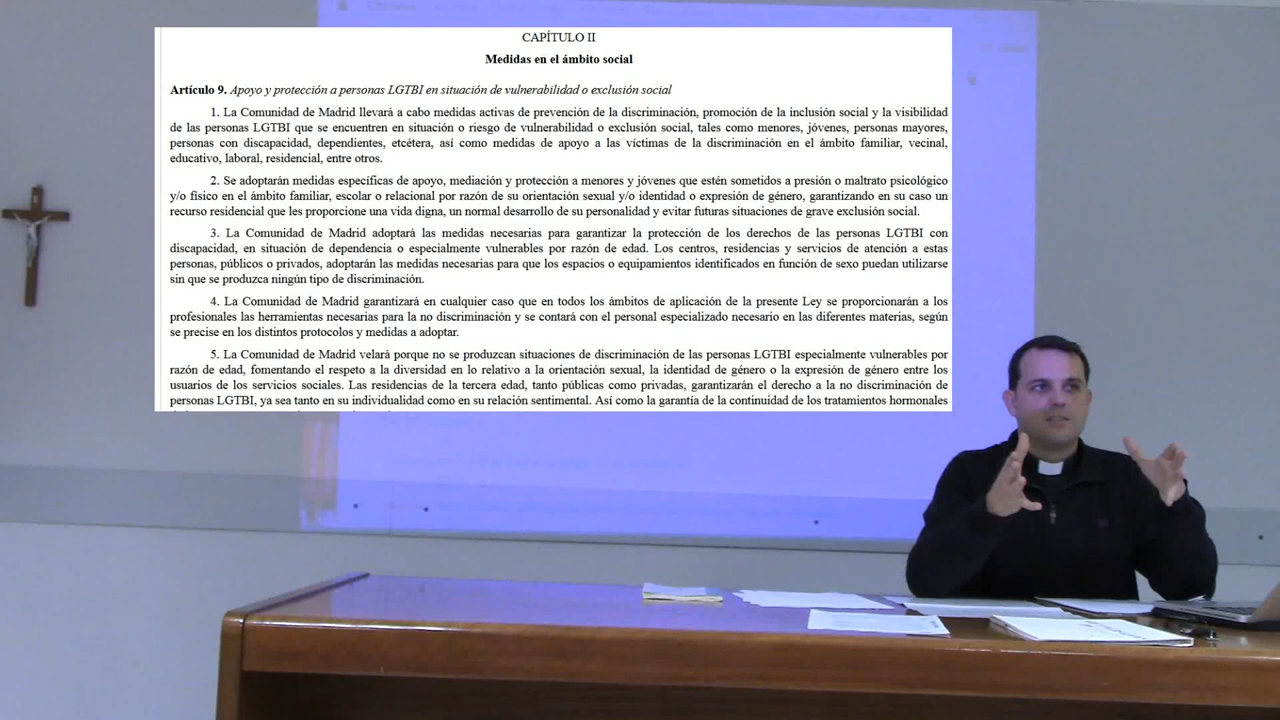 CAPÍTULO II
Medidas en el ámbito social
Artículo 9. Apoyo y protección a personas LGTBI en situación de vulnerabilidad o exclusión social
1. La Comunidad de Madrid llevará a cabo medidas activas de prevención de la discriminación, promoción de la inclusión social y la visibilidad
de las personas LGTBI que se encuentren en situación o riesgo de vulnerabilidad o exclusión social, tales como menores, jóvenes, personas mayores,
personas con discapacidad, dependientes, etcétera, así como medidas de apoyo a las víctimas de la discriminación en el ámbito familiar, vecinal,
educativo, laboral, residencial, entre otros.
2. Se adoptarán medidas específicas de apoyo, mediación y protección a menores y jóvenes que estén sometidos a presión o maltrato psicológico
y/o físico en el ámbito familiar, escolar o relacional por razón de su orientación sexual y/o identidad o expresión de género, garantizando en su caso un
recurso residencial que les proporcione una vida digna, un normal desarrollo de su personalidad y evitar futuras situaciones de grave exclusión social.
3. La Comunidad de Madrid adoptará las medidas necesarias para garantizar la protección de los derechos de las personas LGTBI con
discapacidad, en situación de dependencia o especialmente vulnerables por razón de edad. Los centros, residencias y servicios de atención a estas
personas, públicos o privados, adoptarán las medidas necesarias para que los espacios o equipamientos identificados en función de sexo puedan utilizarse
sin que se produzca ningún tipo de discriminación.
4. La Comunidad de Madrid garantizará en cualquier caso que en todos los ámbitos de aplicación de la presente Ley se proporcionarán a los
profesionales las herramientas necesarias para la no discriminación y se contará con el personal especializado necesario en las diferentes materias, según
se precise en los distintos protocolos y medidas a adoptar.
5. La Comunidad de Madrid velará porque no se produzcan situaciones de discriminación de las personas LGTBI especialmente vulnerables por
razón de edad, fomentando el respeto a la diversidad en lo relativo a la orientación sexual, la identidad de género o la expresión de género entre los
usuarios de los servicios sociales. Las residencias de la tercera edad, tanto públicas como privadas, garantizarán el derecho a la no discriminación de
personas LGTBI, ya sea tanto en su individualidad como en su relación sentimental. Así como la garantía de la continuidad de los tratamientos hormonales